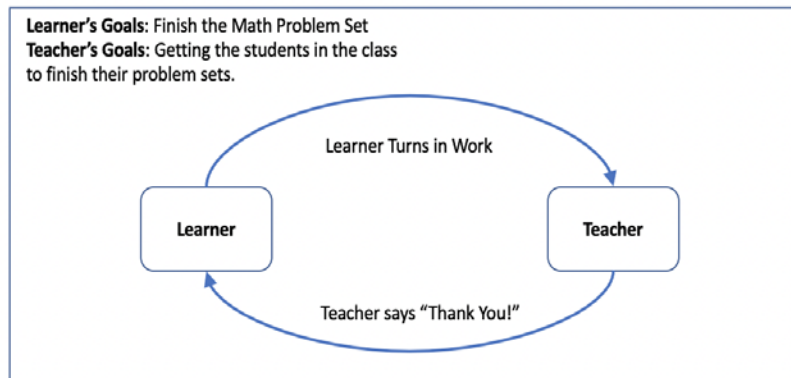 Learner’s Goals: Finish the Math Problem Set
Teacher’s Goals: Getting the students in the class
to finish their problem sets.
Learner Turns in Work
Learner
Teacher
Teacher says “Thank You!”